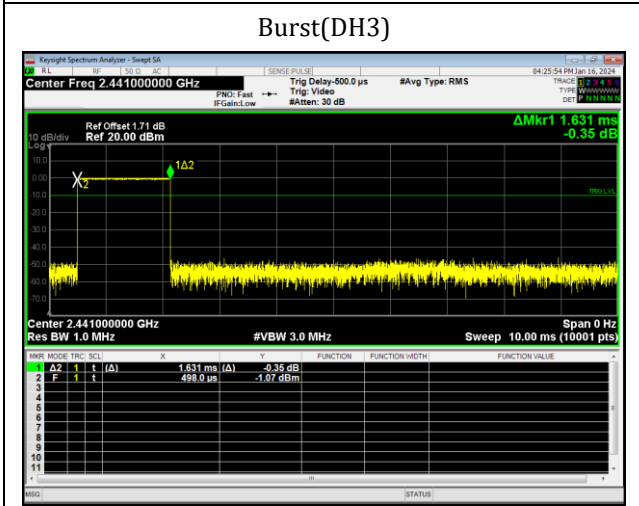 Burst(DH3)
Keysight Spectrum Analyzer - Swept SA
RL RF 50 Ω AC SENSE:PULSE 04:25:54 PM Jan 16, 2024
Center Freq 2.441000000 GHz Trig Delay-500.0 µs #Avg Type: RMS TRACE 1 2 3 4 5 6
PNO: Fast Trig: Video TYPE WWWWWW
IFGain:Low #Atten: 30 dB DET P N N N N N
ΔMkr1 1.631 ms
-0.35 dB
Ref Offset 1.71 dB
10 dB/div Ref 20.00 dBm
Log
10.0
0.00
1Δ2
X2
TRIG LVL
-10.0
-20.0
-30.0
-40.0
-50.0
-60.0
-70.0
Center 2.441000000 GHz Span 0 Hz
Res BW 1.0 MHz #VBW 3.0 MHz Sweep 10.00 ms (10001 pts)
MKR MODE TRC SCL X Y FUNCTION FUNCTION WIDTH FUNCTION VALUE
1 Δ2 1 t (Δ) 1.631 ms (Δ) -0.35 dB
2 F 1 t 498.0 µs -1.07 dBm
3
4
5
6
7
8
9
10
11
MSG STATUS